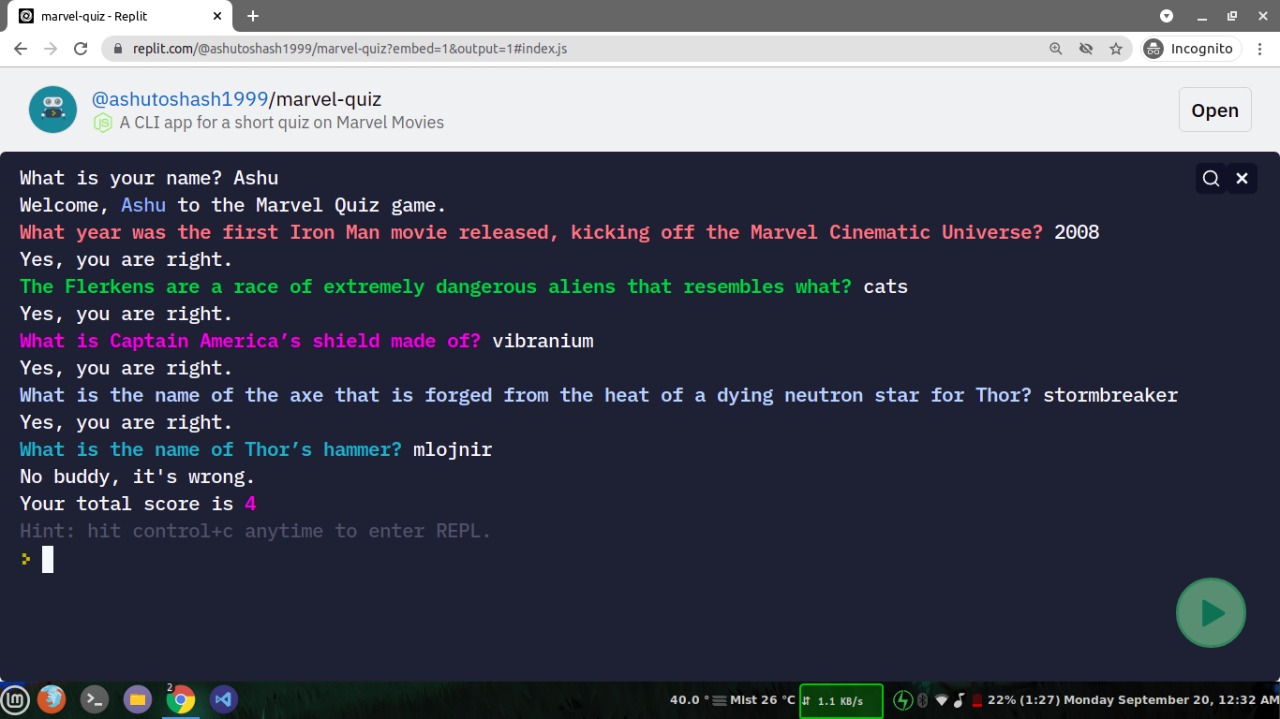 marvel-quiz - Replit
replit.com/@ashutoshash1999/marvel-quiz?embed=1&output=1#index.js
Incognito
@ashutoshash1999/marvel-quiz
A CLI app for a short quiz on Marvel Movies
Open
What is your name? Ashu
Welcome, Ashu to the Marvel Quiz game.
What year was the first Iron Man movie released, kicking off the Marvel Cinematic Universe? 2008
Yes, you are right.
The Flerkens are a race of extremely dangerous aliens that resembles what? cats
Yes, you are right.
What is Captain America’s shield made of? vibranium
Yes, you are right.
What is the name of the axe that is forged from the heat of a dying neutron star for Thor? stormbreaker
Yes, you are right.
What is the name of Thor’s hammer? mlojnir
No buddy, it's wrong.
Your total score is 4
Hint: hit control+c anytime to enter REPL.
>
2
40.0 ° Mist 26 °C 1.1 KB/s 22% (1:27) Monday September 20, 12:32 AM